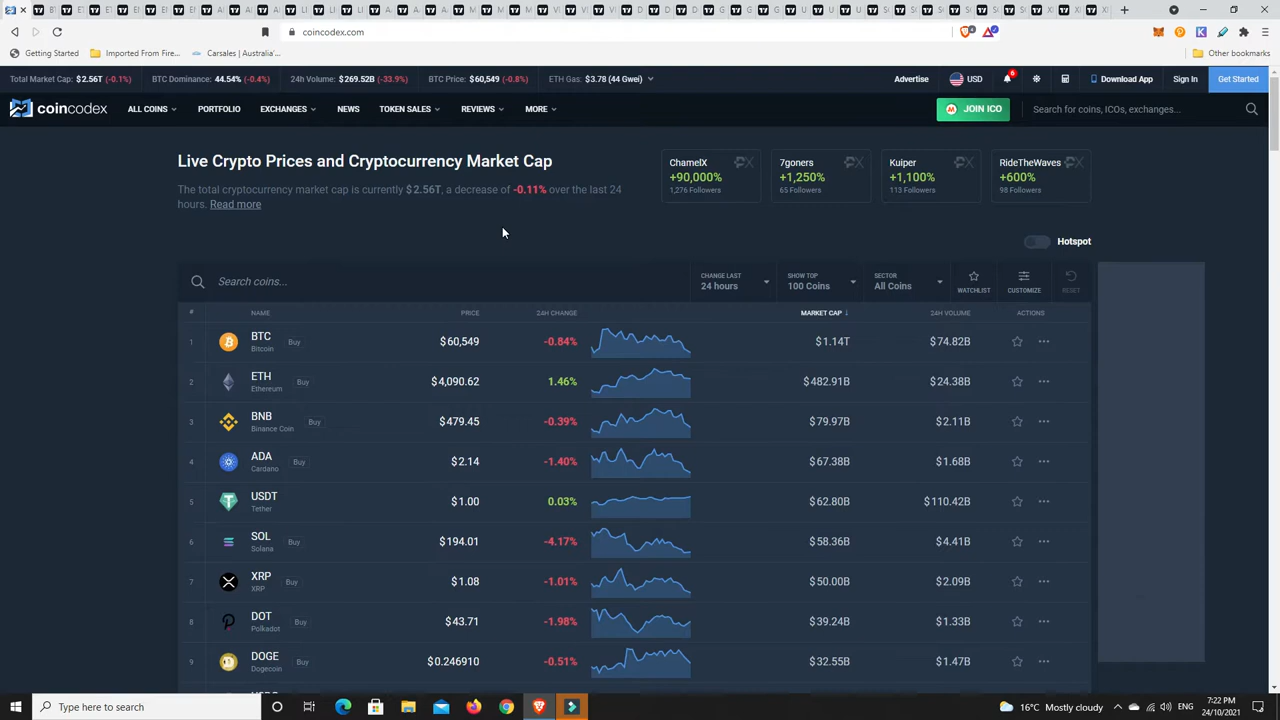 coincodex.com
Getting Started
Imported From Fire...
Carsales | Australia'...
Other bookmarks
Total Market Cap: $2.56T (-0.1%)
BTC Dominance: 44.54% (-0.4%)
24h Volume: $269.52B (-33.9%)
BTC Price: $60,549 (-0.8%)
ETH Gas: $3.78 (44 Gwei)
Advertise
USD
6
Download App
Sign In
Get Started
coincodex
ALL COINS
PORTFOLIO
EXCHANGES
NEWS
TOKEN SALES
REVIEWS
MORE
JOIN ICO
Search for coins, ICOs, exchanges...
Live Crypto Prices and Cryptocurrency Market Cap
The total cryptocurrency market cap is currently $2.56T, a decrease of -0.11% over the last 24
hours. Read more
ChamelX
+90,000%
1,276 Followers
7goners
+1,250%
65 Followers
Kuiper
+1,100%
113 Followers
RideTheWaves
+600%
98 Followers
Hotspot
Search coins...
CHANGE LAST
24 hours
SHOW TOP
100 Coins
SECTOR
All Coins
WATCHLIST
CUSTOMIZE
RESET
# NAME PRICE 24H CHANGE MARKET CAP ↓ 24H VOLUME ACTIONS
1 BTC Buy $60,549 -0.84% $1.14T $74.82B
Bitcoin
2 ETH Buy $4,090.62 1.46% $482.91B $24.38B
Ethereum
3 BNB Buy $479.45 -0.39% $79.97B $2.11B
Binance Coin
4 ADA Buy $2.14 -1.40% $67.38B $1.68B
Cardano
5 USDT $1.00 0.03% $62.80B $110.42B
Tether
6 SOL Buy $194.01 -4.17% $58.36B $4.41B
Solana
7 XRP Buy $1.08 -1.01% $50.00B $2.09B
XRP
8 DOT Buy $43.71 -1.98% $39.24B $1.33B
Polkadot
9 DOGE Buy $0.246910 -0.51% $32.55B $1.47B
Dogecoin
Type here to search
16°C Mostly cloudy
ENG
7:22 PM
24/10/2021